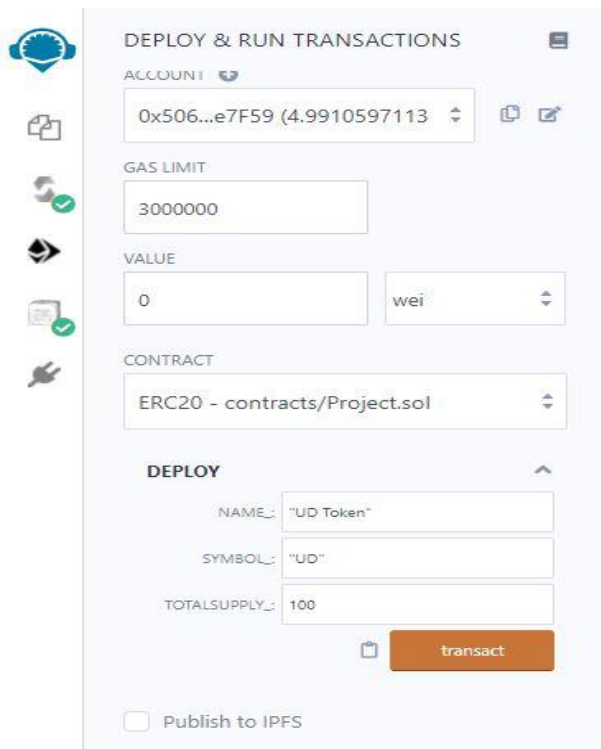 DEPLOY & RUN TRANSACTIONS
ACCOUNT
0x506...e7F59 (4.9910597113
GAS LIMIT
3000000
VALUE
0 wei
CONTRACT
ERC20 - contracts/Project.sol
DEPLOY
NAME_: "UD Token"
SYMBOL_: "UD"
TOTALSUPPLY_: 100
transact
Publish to IPFS